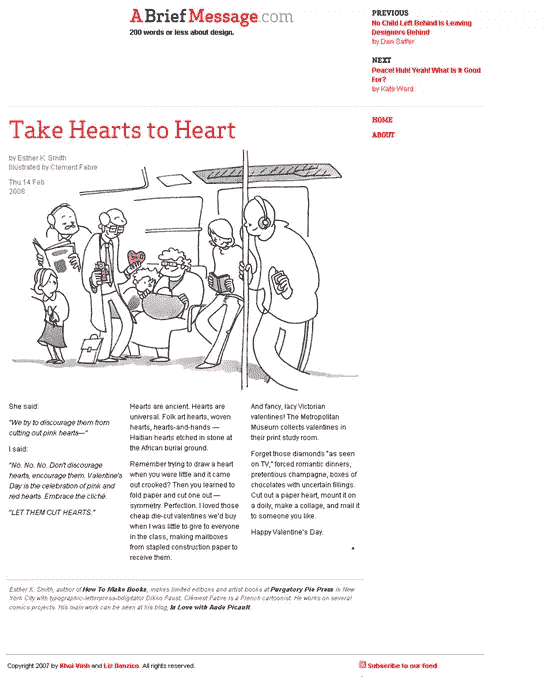 A Brief Message.com
200 words or less about design.
PREVIOUS
No Child Left Behind Is Leaving
Designers Behind
by Dan Saffer
NEXT
Peace! Huh! Yeah! What Is It Good
For?
by Kate Word
HOME
ABOUT
Take Hearts to Heart
by Esther K. Smith
Illustrated by Clement Fabre
Thu 14 Feb
2008
She said:
"We try to discourage them from
cutting out pink hearts—"
I said:
"No. No. No. Don't discourage
hearts, encourage them. Valentine's
Day is the celebration of pink and
red hearts. Embrace the cliché.
"LET THEM CUT HEARTS."
Hearts are ancient. Hearts are
universal. Folk art hearts, woven
hearts, hearts-and-hands —
Haitian hearts etched in stone at
the African burial ground.
Remember trying to draw a heart
when you were little and it came
out crooked? Then you learned to
fold paper and cut one out —
symmetry. Perfection. I loved those
cheap die-cut valentines we'd buy
when I was little to give to everyone
in the class, making mailboxes
from stapled construction paper to
receive them.
And fancy, lacy Victorian
valentines! The Metropolitan
Museum collects valentines in
their print study room.
Forget those diamonds "as seen
on TV," forced romantic dinners,
pretentious champagne, boxes of
chocolates with uncertain fillings.
Cut out a paper heart, mount it on
a doily, make a collage, and mail it
to someone you like.
Happy Valentine's Day.
Esther K. Smith, author of How To Make Books, makes limited editions and artist books at Purgatory Pie Press in New
York City with typographic-letterpress-bitgitator Dikko Faust. Clément Fabre is a French cartoonist. He works on several
comics projects. His main work can be seen at his blog, In Love with Aude Picault.
Copyright 2007 by Khoi Vinh and Liz Danzico. All rights reserved.
Subscribe to our feed